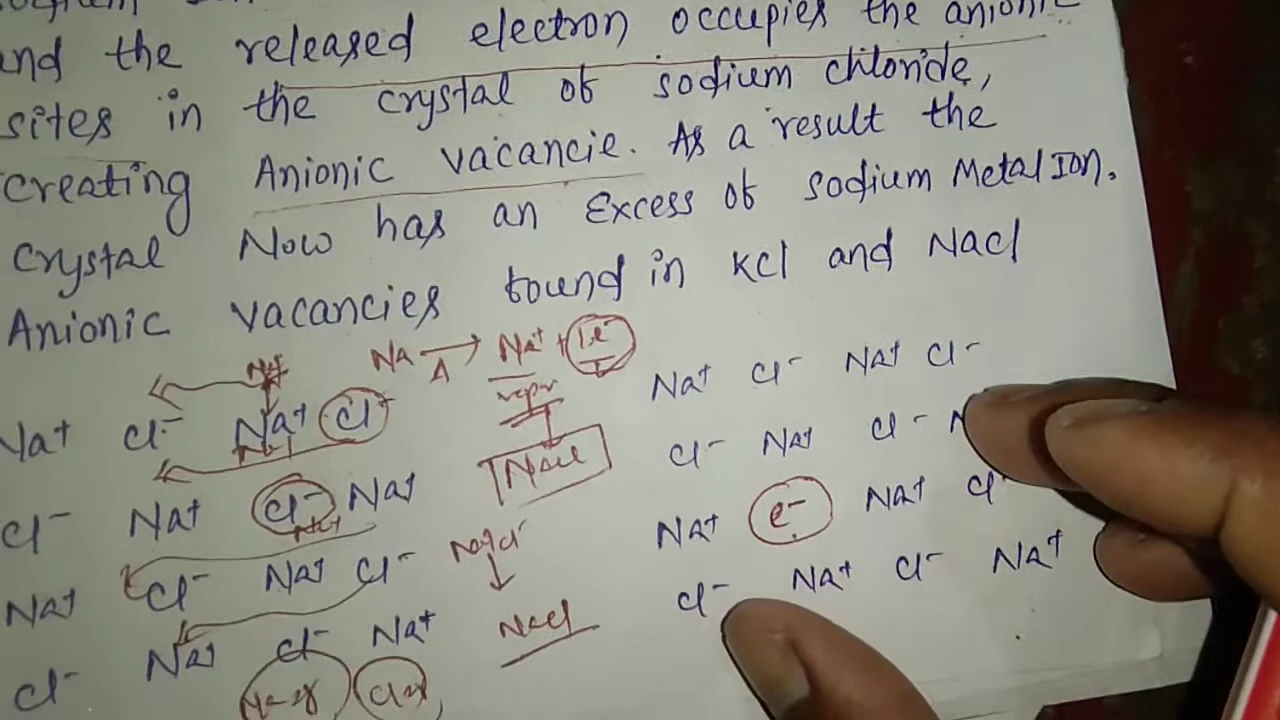 and the released electron occupies the anionic
sites in the crystal of sodium chloride,
creating Anionic vacancie. As a result the
crystal Now has an Excess of sodium Metal Ion.
Anionic vacancies found in KCl and NaCl
Na → Na⁺ + 1e⁻
Δ
vapr
NaCl
Na⁺ Cl⁻ Na⁺ Cl⁻
Cl⁻ Na⁺ Cl⁻ Na⁺
Na⁺ Cl⁻ Na⁺ Cl⁻
Cl⁻ Na⁺ Cl⁻ Na⁺
Na⁺Cl⁻
↓
NaCl
Na⁺ Cl⁻ Na⁺ Cl⁻
Cl⁻ Na⁺ Cl⁻
Na⁺ e⁻ Na⁺ Cl⁻
Cl⁻ Na⁺ Cl⁻ Na⁺